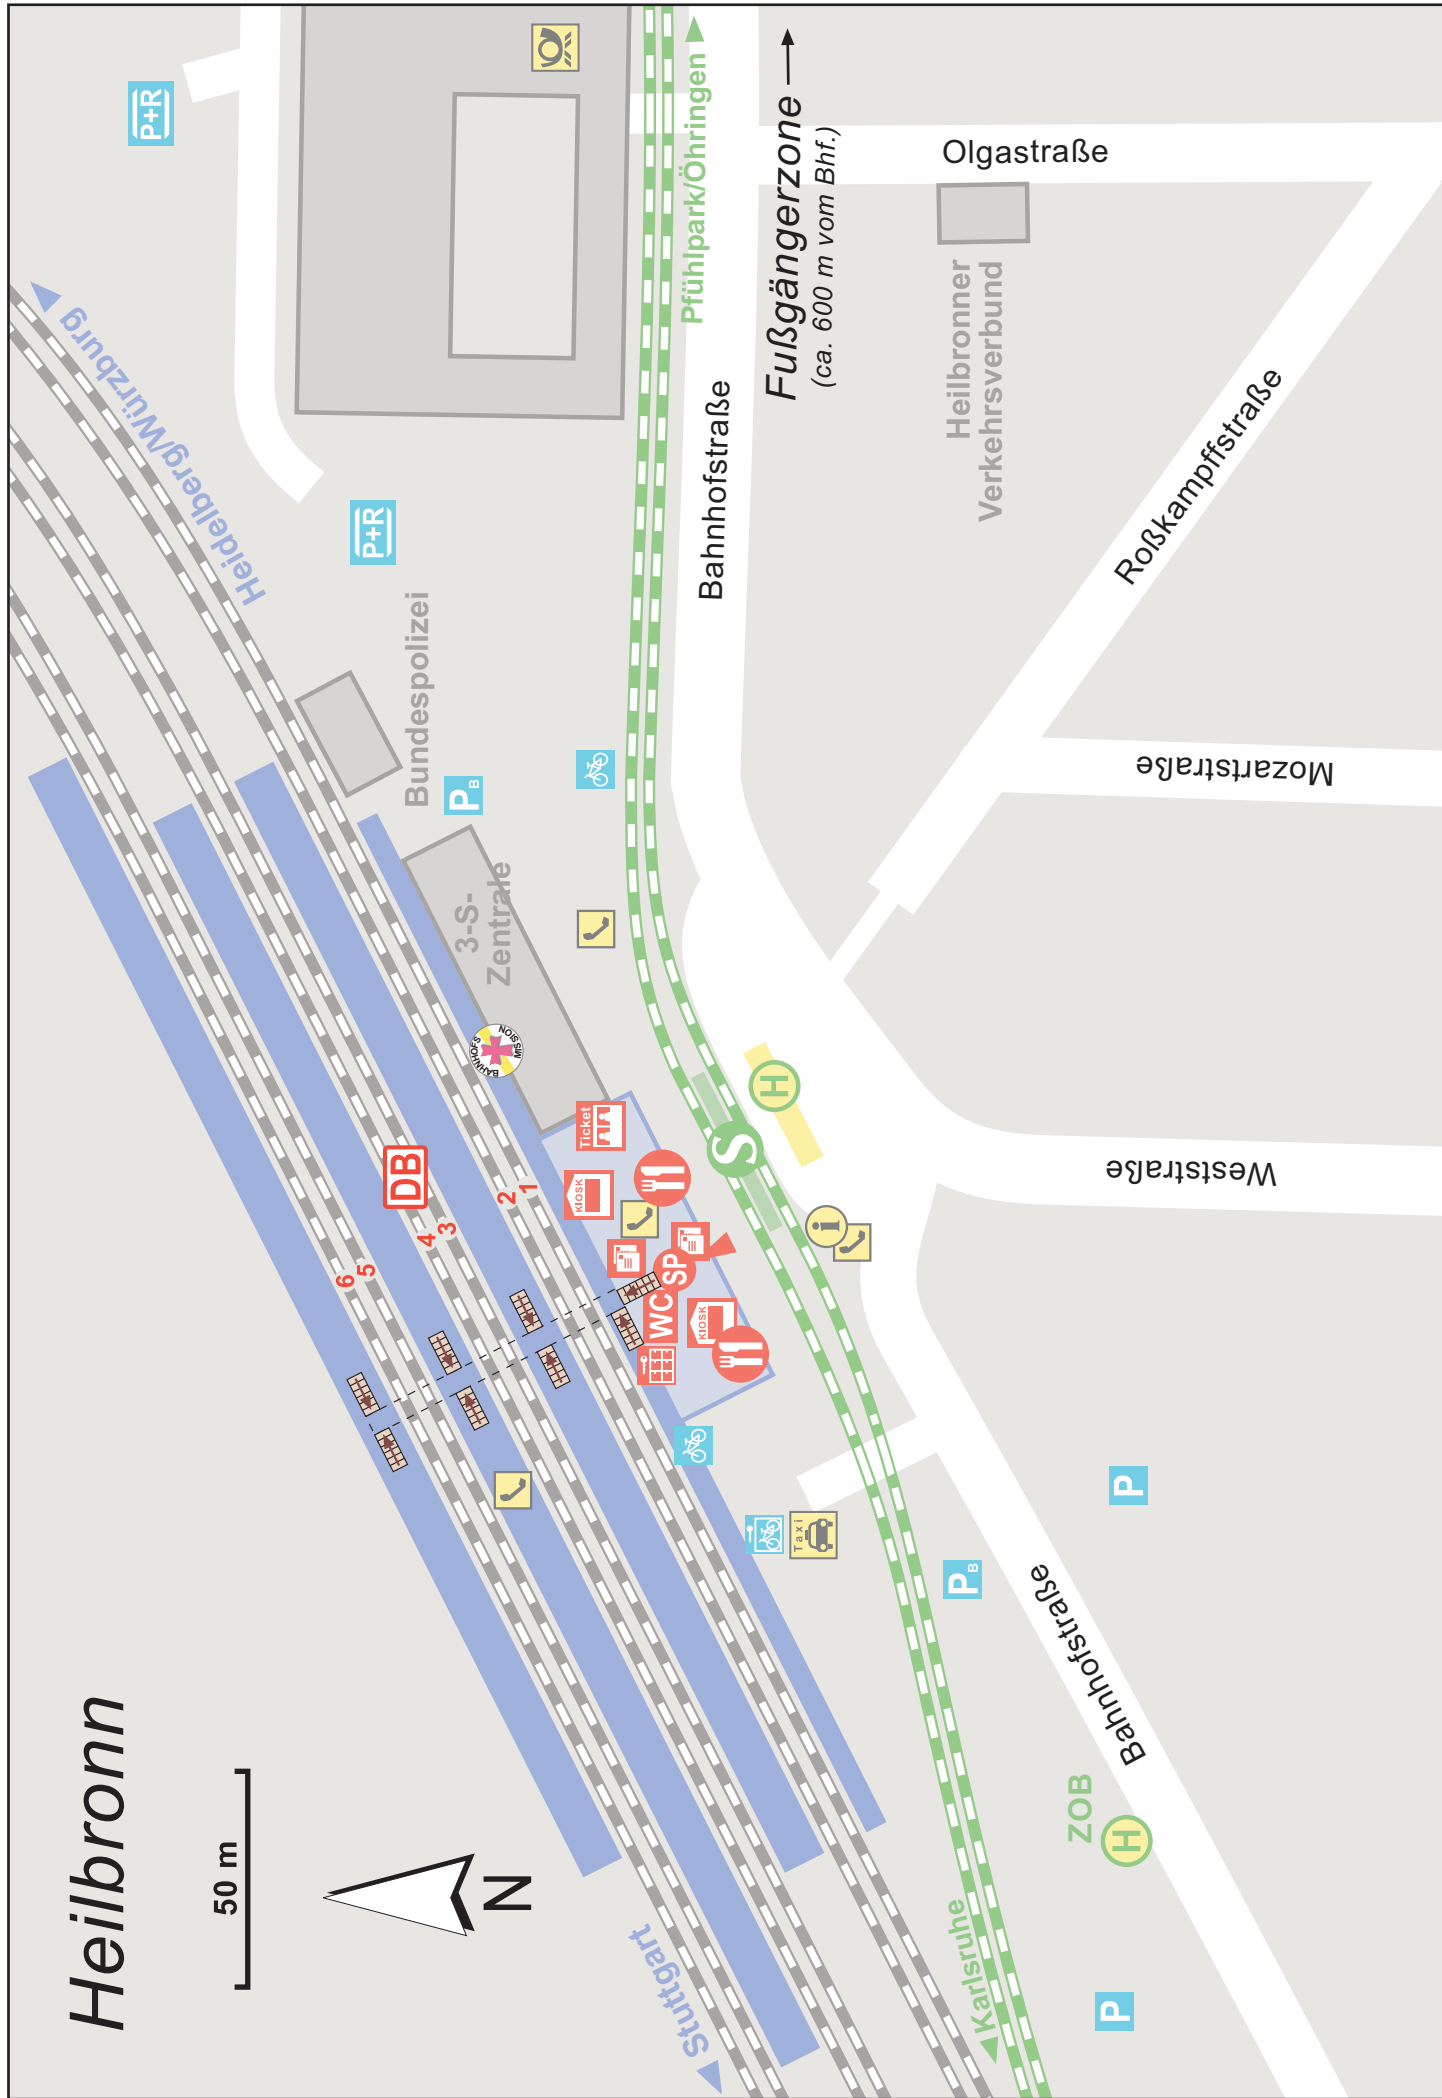 Heilbronn
50 m
N
Stuttgart
Karlsruhe
ZOB
H
P
P
P B
Bahnhofstraße
Taxi
6
5
4
3
2
1
DB
BAHNHOFS
MISSION
Ticket
KIOSK
SP
WC
KIOSK
i
S
H
3-S-
Zentrale
P B
Bundespolizei
P+R
P+R
Heidelberg/Würzburg
Pfühlpark/Öhringen
Bahnhofstraße
Fußgängerzone
(ca. 600 m vom Bhf.)
Olgastraße
Heilbronner
Verkehrsverbund
Roßkampffstraße
Mozartstraße
Weststraße